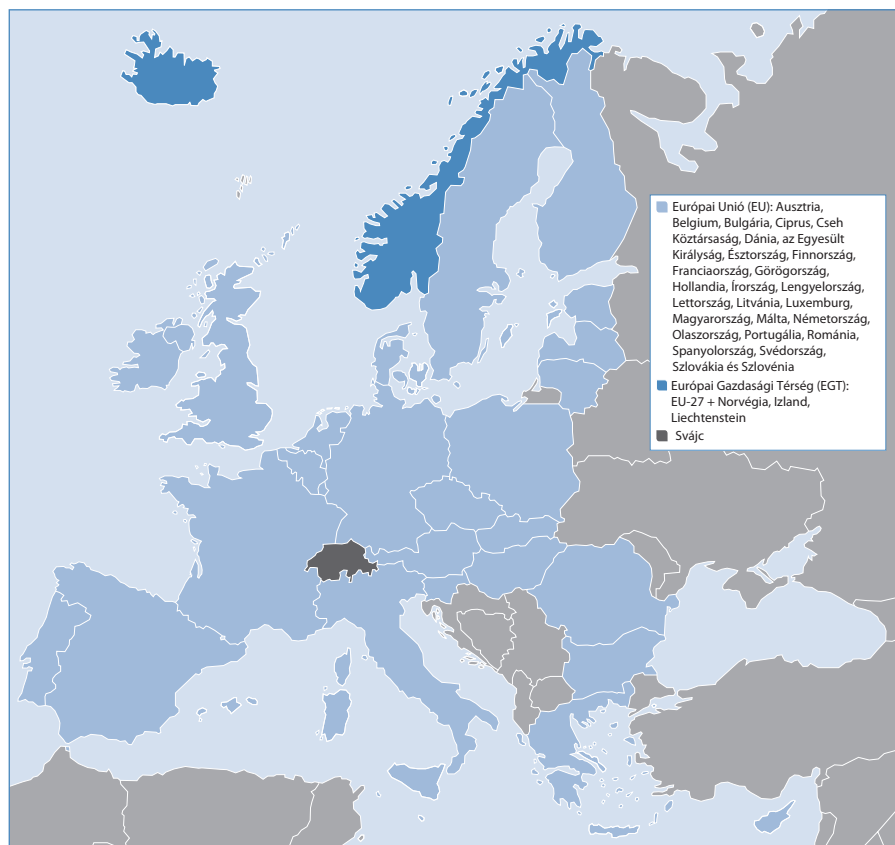 Európai Unió (EU): Ausztria,
Belgium, Bulgária, Ciprus, Cseh
Köztársaság, Dánia, az Egyesült
Királyság, Észtország, Finnország,
Franciaország, Görögország,
Hollandia, Írország, Lengyelország,
Lettország, Litvánia, Luxemburg,
Magyarország, Málta, Németország,
Olaszország, Portugália, Románia,
Spanyolország, Svédország,
Szlovákia és Szlovénia
Európai Gazdasági Térség (EGT):
EU-27 + Norvégia, Izland,
Liechtenstein
Svájc